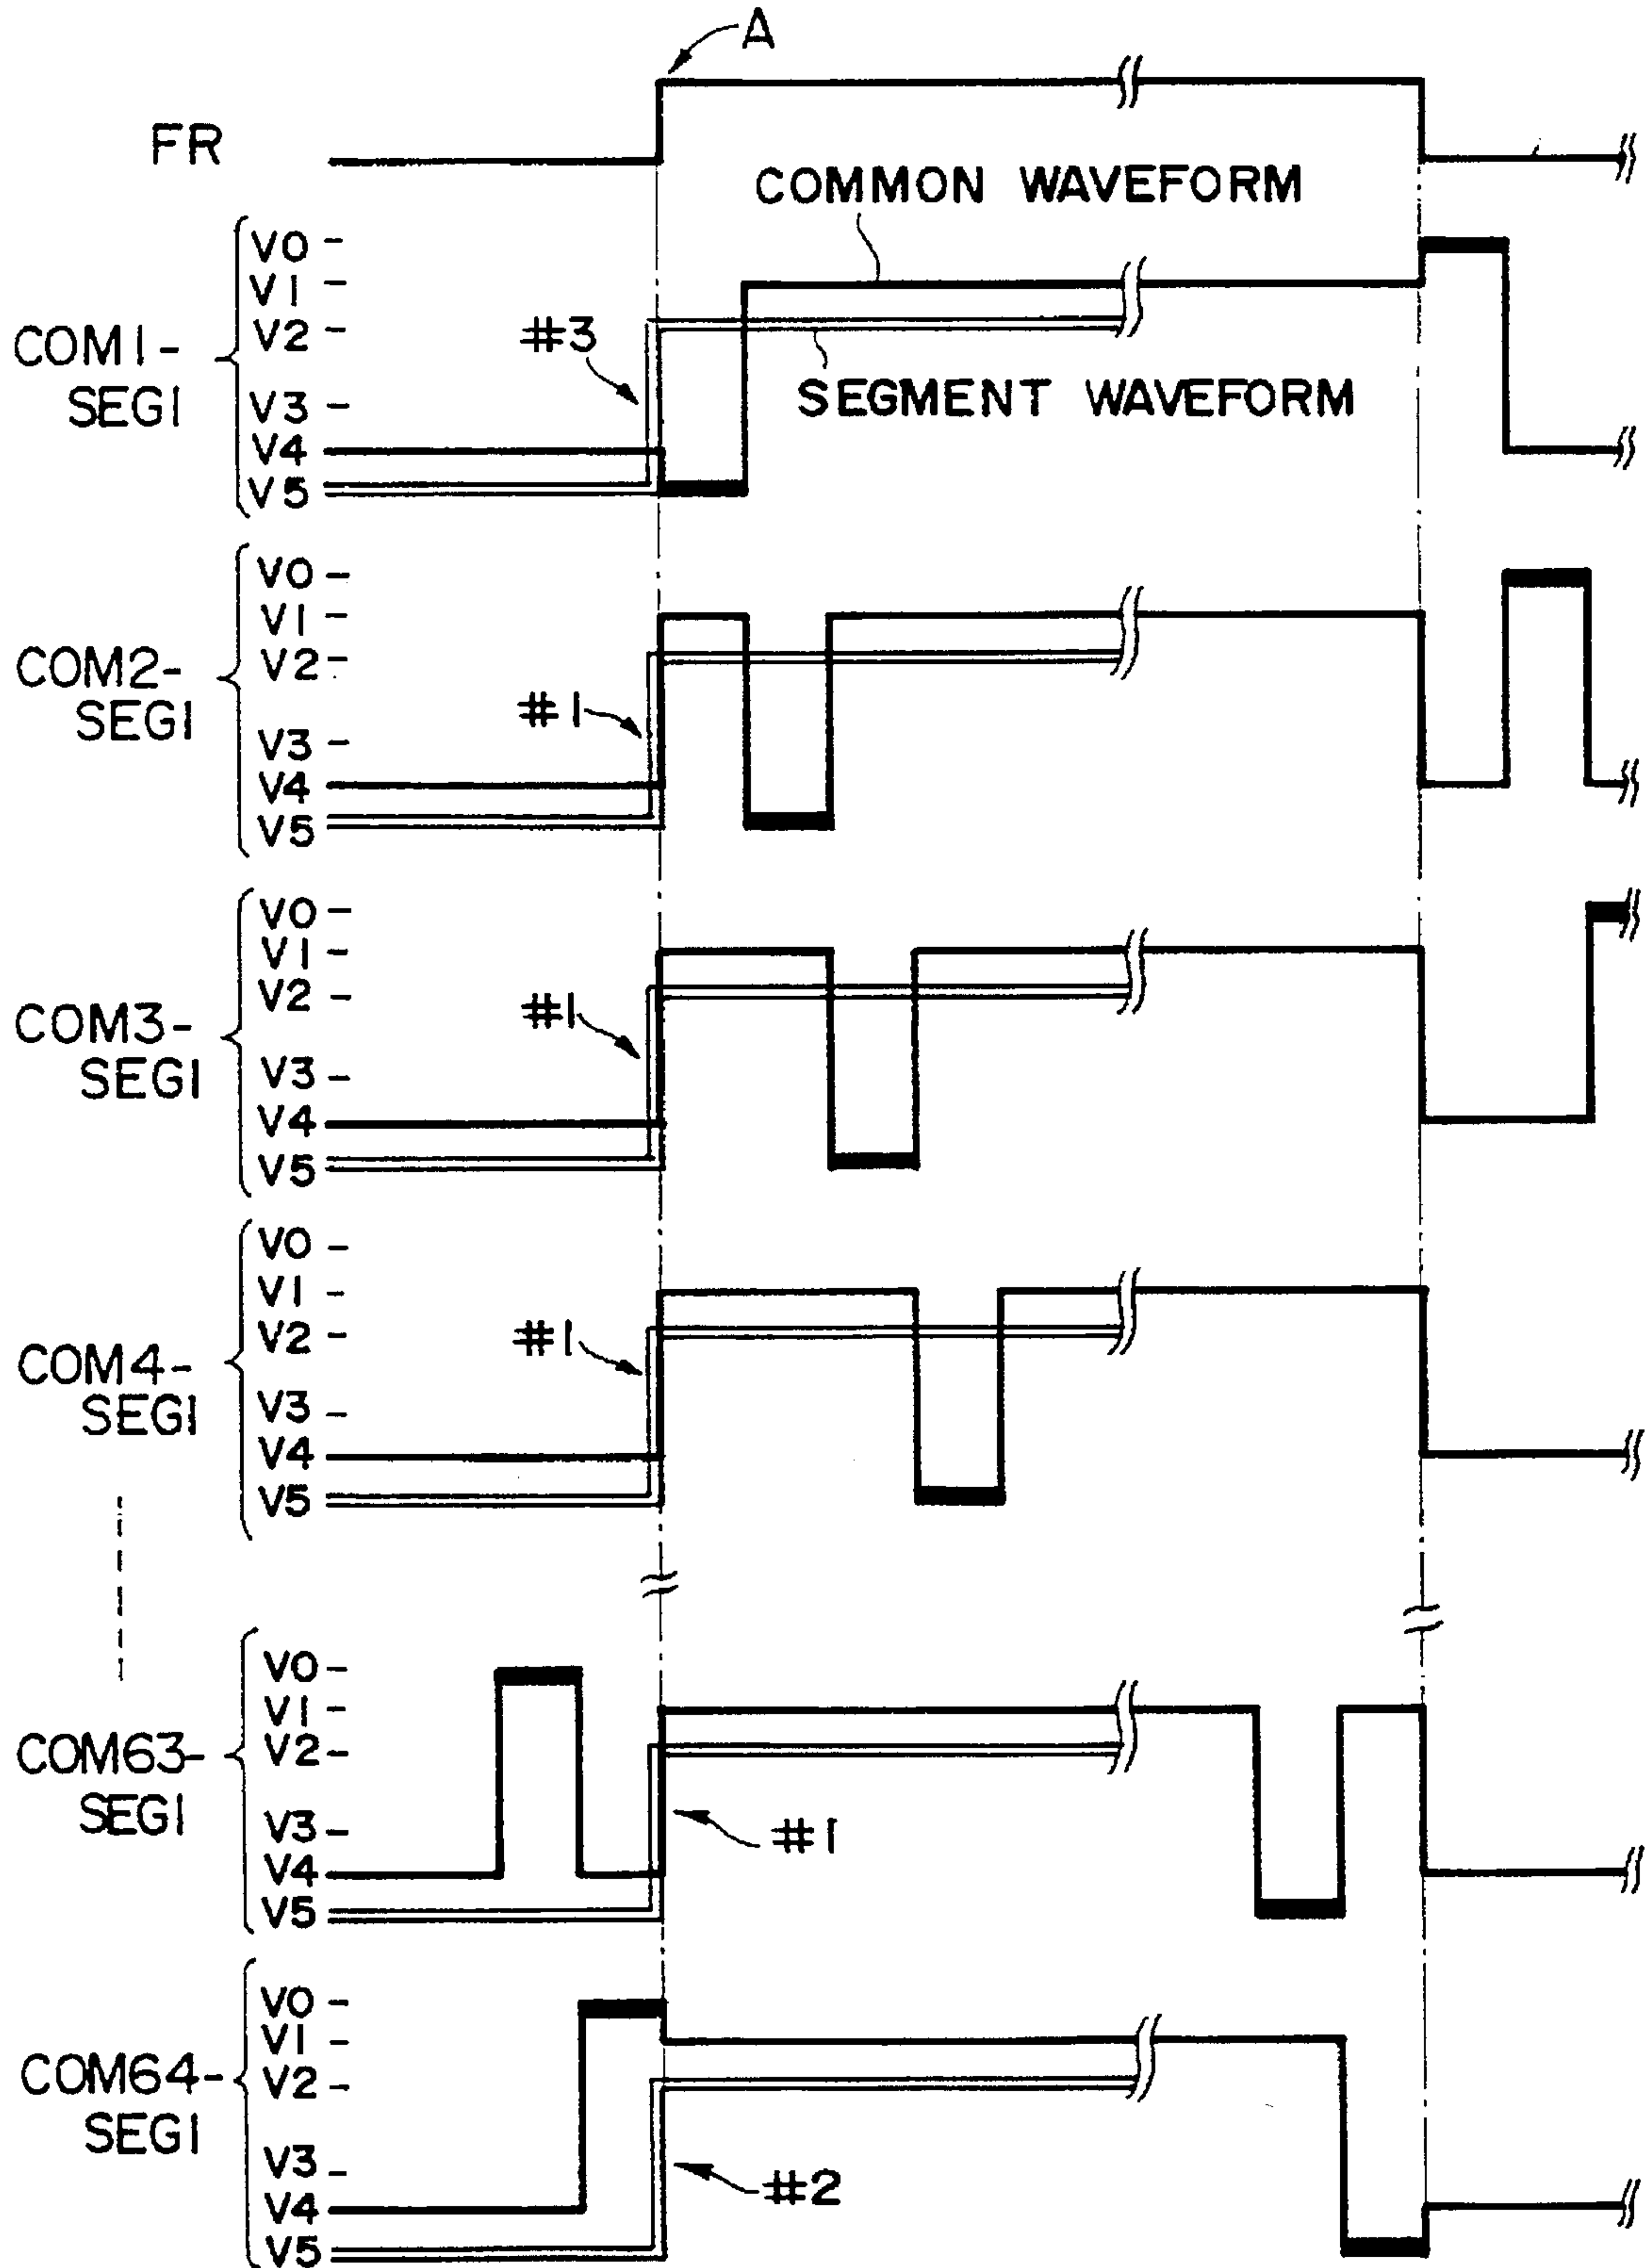 A
FR
COMMON WAVEFORM
V0
V1
COM1-
SEG1
#3
V2
SEGMENT WAVEFORM
V3
V4
V5
V0
V1
COM2-
SEG1
V2
#1
V3
V4
V5
V0
V1
V2
COM3-
SEG1
#1
V3
V4
V5
V0
V1
V2
COM4-
SEG1
#1
V3
V4
V5
V0
V1
V2
COM63-
SEG1
V3
#1
V4
V5
V0
V1
V2
COM64-
SEG1
V3
#2
V4
V5